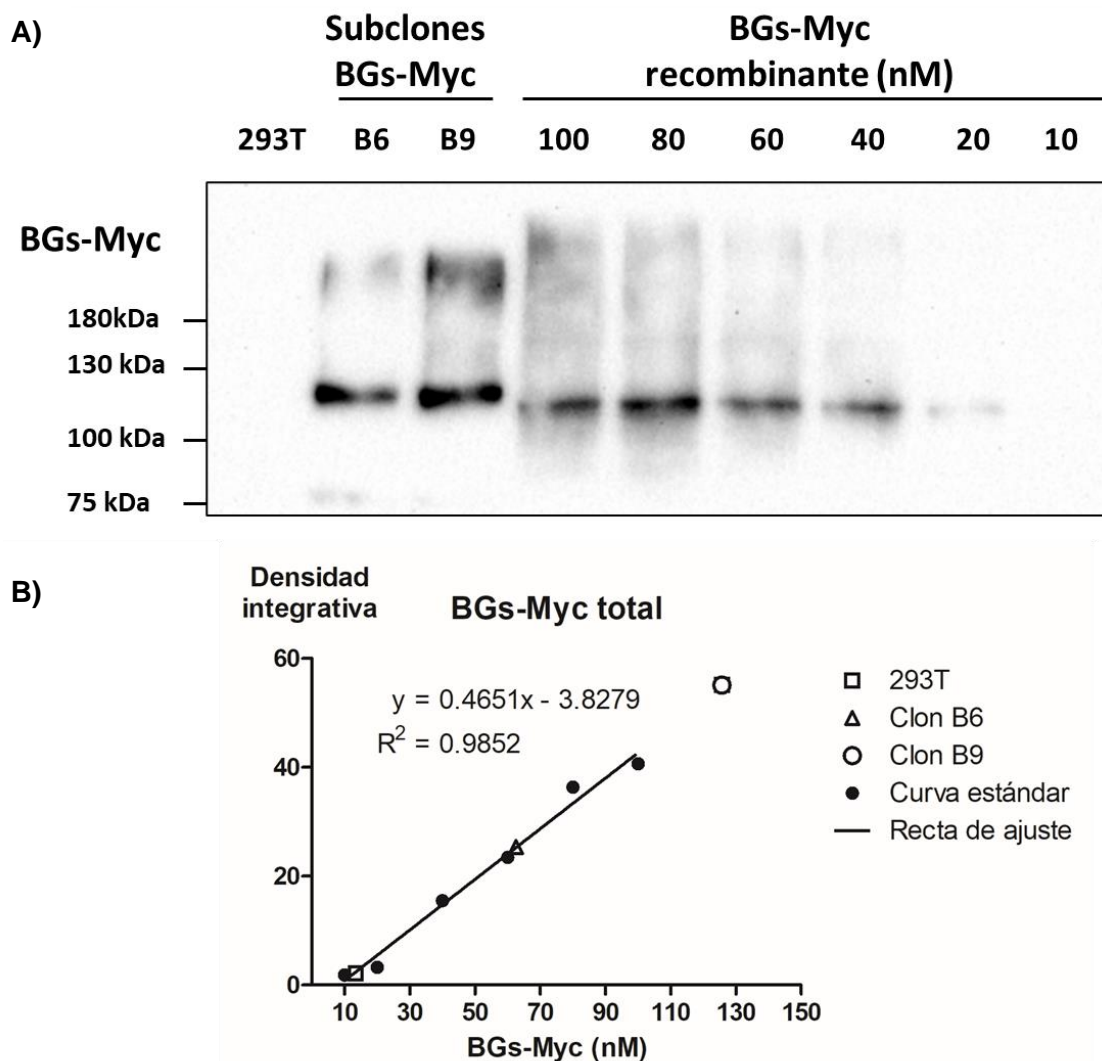 A)
Subclones
BGs-Myc
BGs-Myc
recombinante (nM)
293T B6 B9 100 80 60 40 20 10
BGs-Myc
180kDa
130 kDa
100 kDa
75 kDa
B)
Densidad
integrativa
BGs-Myc total
60
40
20
0
y = 0.4651x - 3.8279
R² = 0.9852
293T
Clon B6
Clon B9
Curva estándar
Recta de ajuste
10 30 50 70 90 110 130 150
BGs-Myc (nM)